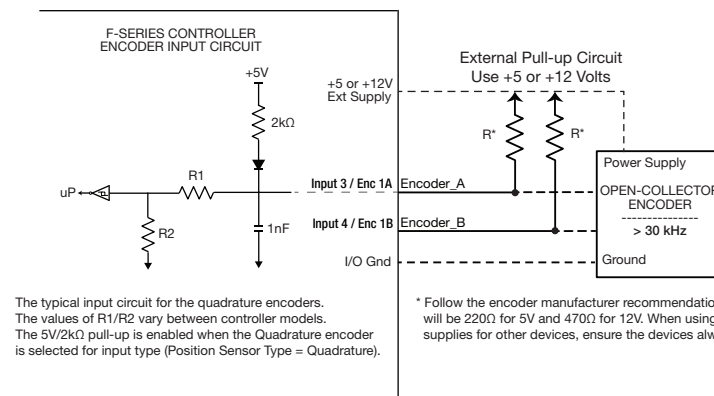 F-SERIES CONTROLLER
ENCODER INPUT CIRCUIT
+5V
2kΩ
R1
uP
R2
1nF
+5 or +12V
Ext Supply
Input 3 / Enc 1A
Input 4 / Enc 1B
I/O Gnd
External Pull-up Circuit
Use +5 or +12 Volts
R*
R*
Encoder_A
Encoder_B
Power Supply
OPEN-COLLECTOR
ENCODER
> 30 kHz
Ground
The typical input circuit for the quadrature encoders.
The values of R1/R2 vary between controller models.
The 5V/2kΩ pull-up is enabled when the Quadrature encoder
is selected for input type (Position Sensor Type = Quadrature).
* Follow the encoder manufacturer
will be 220Ω for 5V and 470Ω for 12V. When using
supplies for other devices, ensure the devices